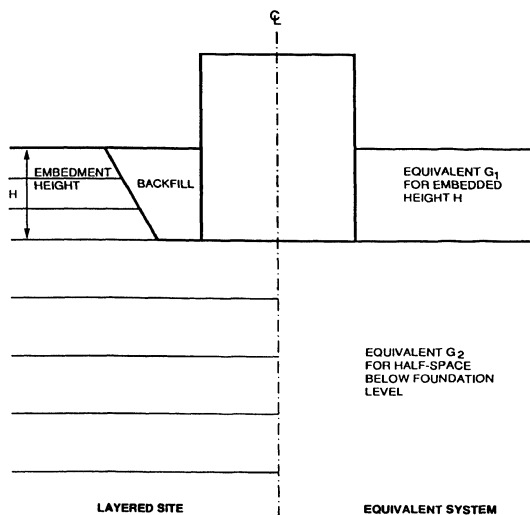 ℄
EMBEDMENT
HEIGHT
H
BACKFILL
EQUIVALENT G₁
FOR EMBEDDED
HEIGHT H
EQUIVALENT G₂
FOR HALF-SPACE
BELOW FOUNDATION
LEVEL
LAYERED SITE
EQUIVALENT SYSTEM